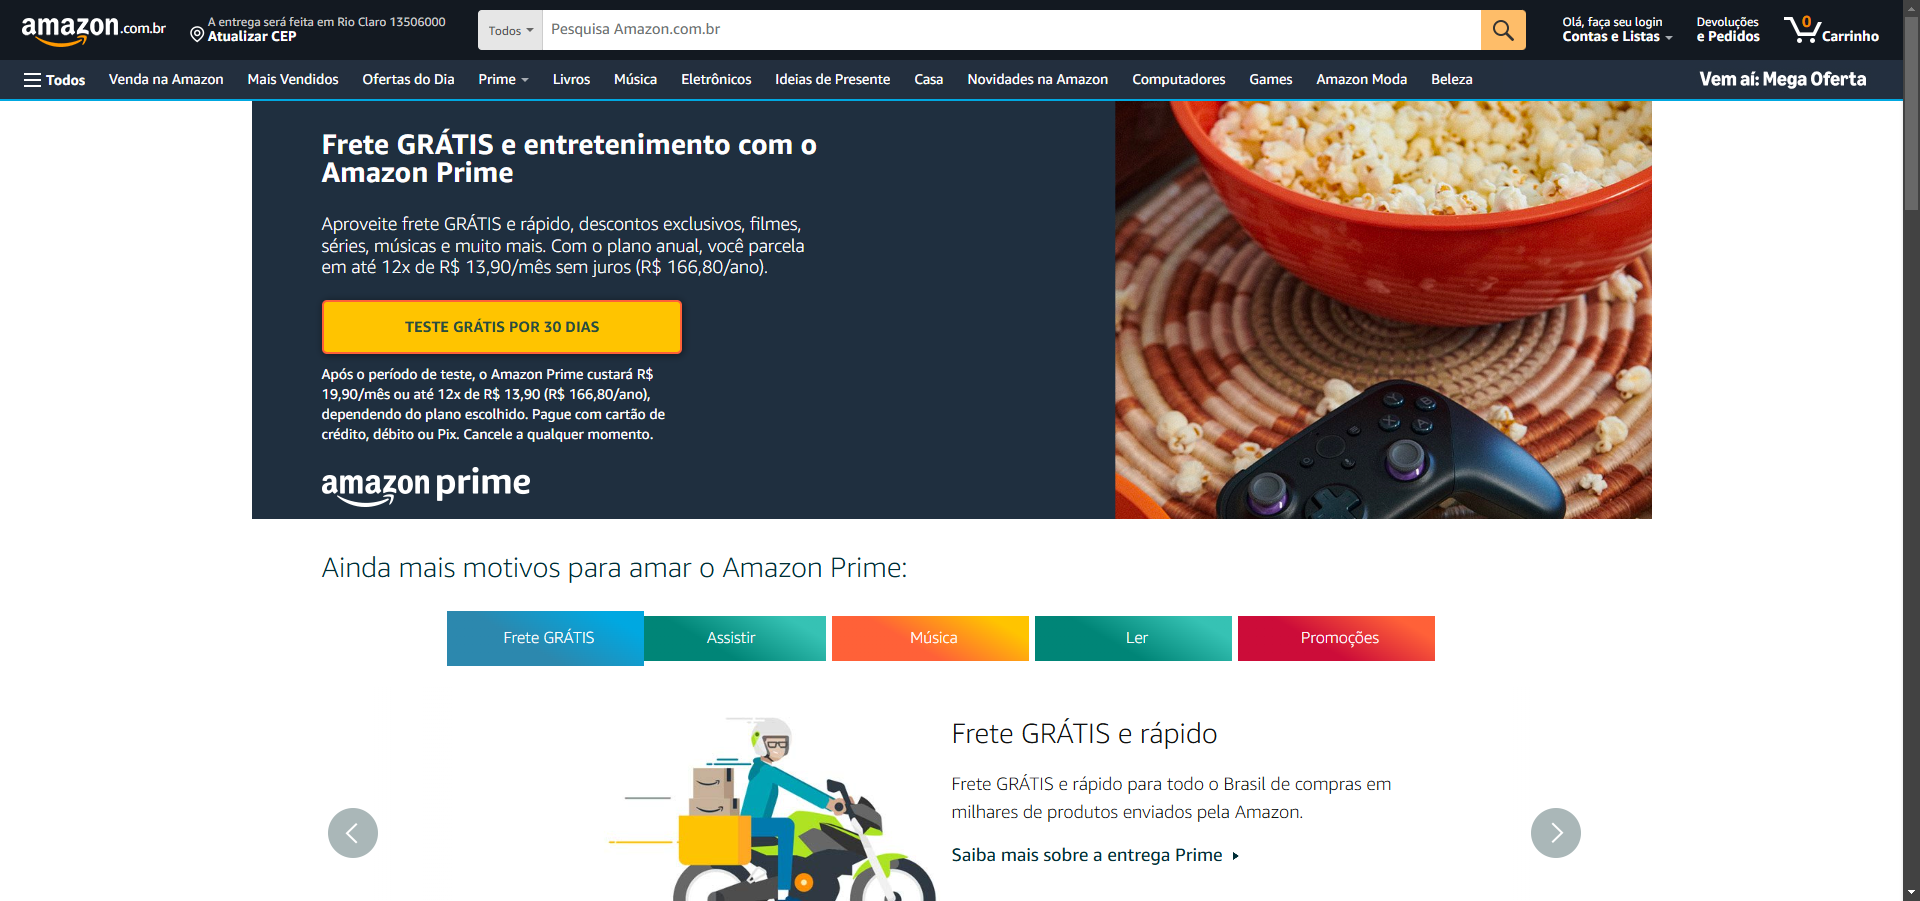 amazon.com.br
A entrega será feita em Rio Claro 13506000
Atualizar CEP
Todos
Pesquisa Amazon.com.br
Olá, faça seu login
Contas e Listas
Devoluções
e Pedidos
0
Carrinho
Todos
Venda na Amazon
Mais Vendidos
Ofertas do Dia
Prime
Livros
Música
Eletrônicos
Ideias de Presente
Casa
Novidades na Amazon
Computadores
Games
Amazon Moda
Beleza
Vem aí: Mega Oferta
Frete GRÁTIS e entretenimento com o
Amazon Prime
Aproveite frete GRÁTIS e rápido, descontos exclusivos, filmes,
séries, músicas e muito mais. Com o plano anual, você parcela
em até 12x de R$ 13,90/mês sem juros (R$ 166,80/ano).
TESTE GRÁTIS POR 30 DIAS
Após o período de teste, o Amazon Prime custará R$
19,90/mês ou até 12x de R$ 13,90 (R$ 166,80/ano),
dependendo do plano escolhido. Pague com cartão de
crédito, débito ou Pix. Cancele a qualquer momento.
amazon prime
Y
B
X
A
Ainda mais motivos para amar o Amazon Prime:
Frete GRÁTIS
Assistir
Música
Ler
Promoções
Frete GRÁTIS e rápido
Frete GRÁTIS e rápido para todo o Brasil de compras em
milhares de produtos enviados pela Amazon.
Saiba mais sobre a entrega Prime